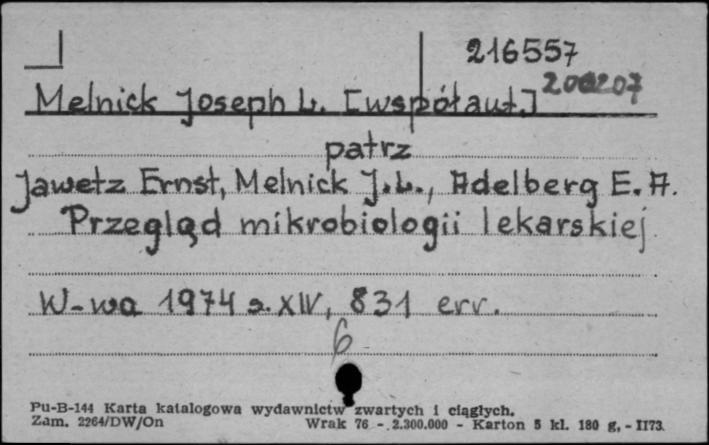 216557
Melnick Joseph L. [współaut.]
patrz
Jawetz Ernst, Melnick J.L., Adelberg E.A.
Przegląd mikrobiologii lekarskiej
W-wa 1974 s. XIV, 831 err.
6
Pu-B-144 Karta katalogowa wydawnictw zwartych i ciągłych.
Zam. 2264/DW/On Wrak 76 - 2.300.000 - Karton 5 kl. 180 g, - II73.